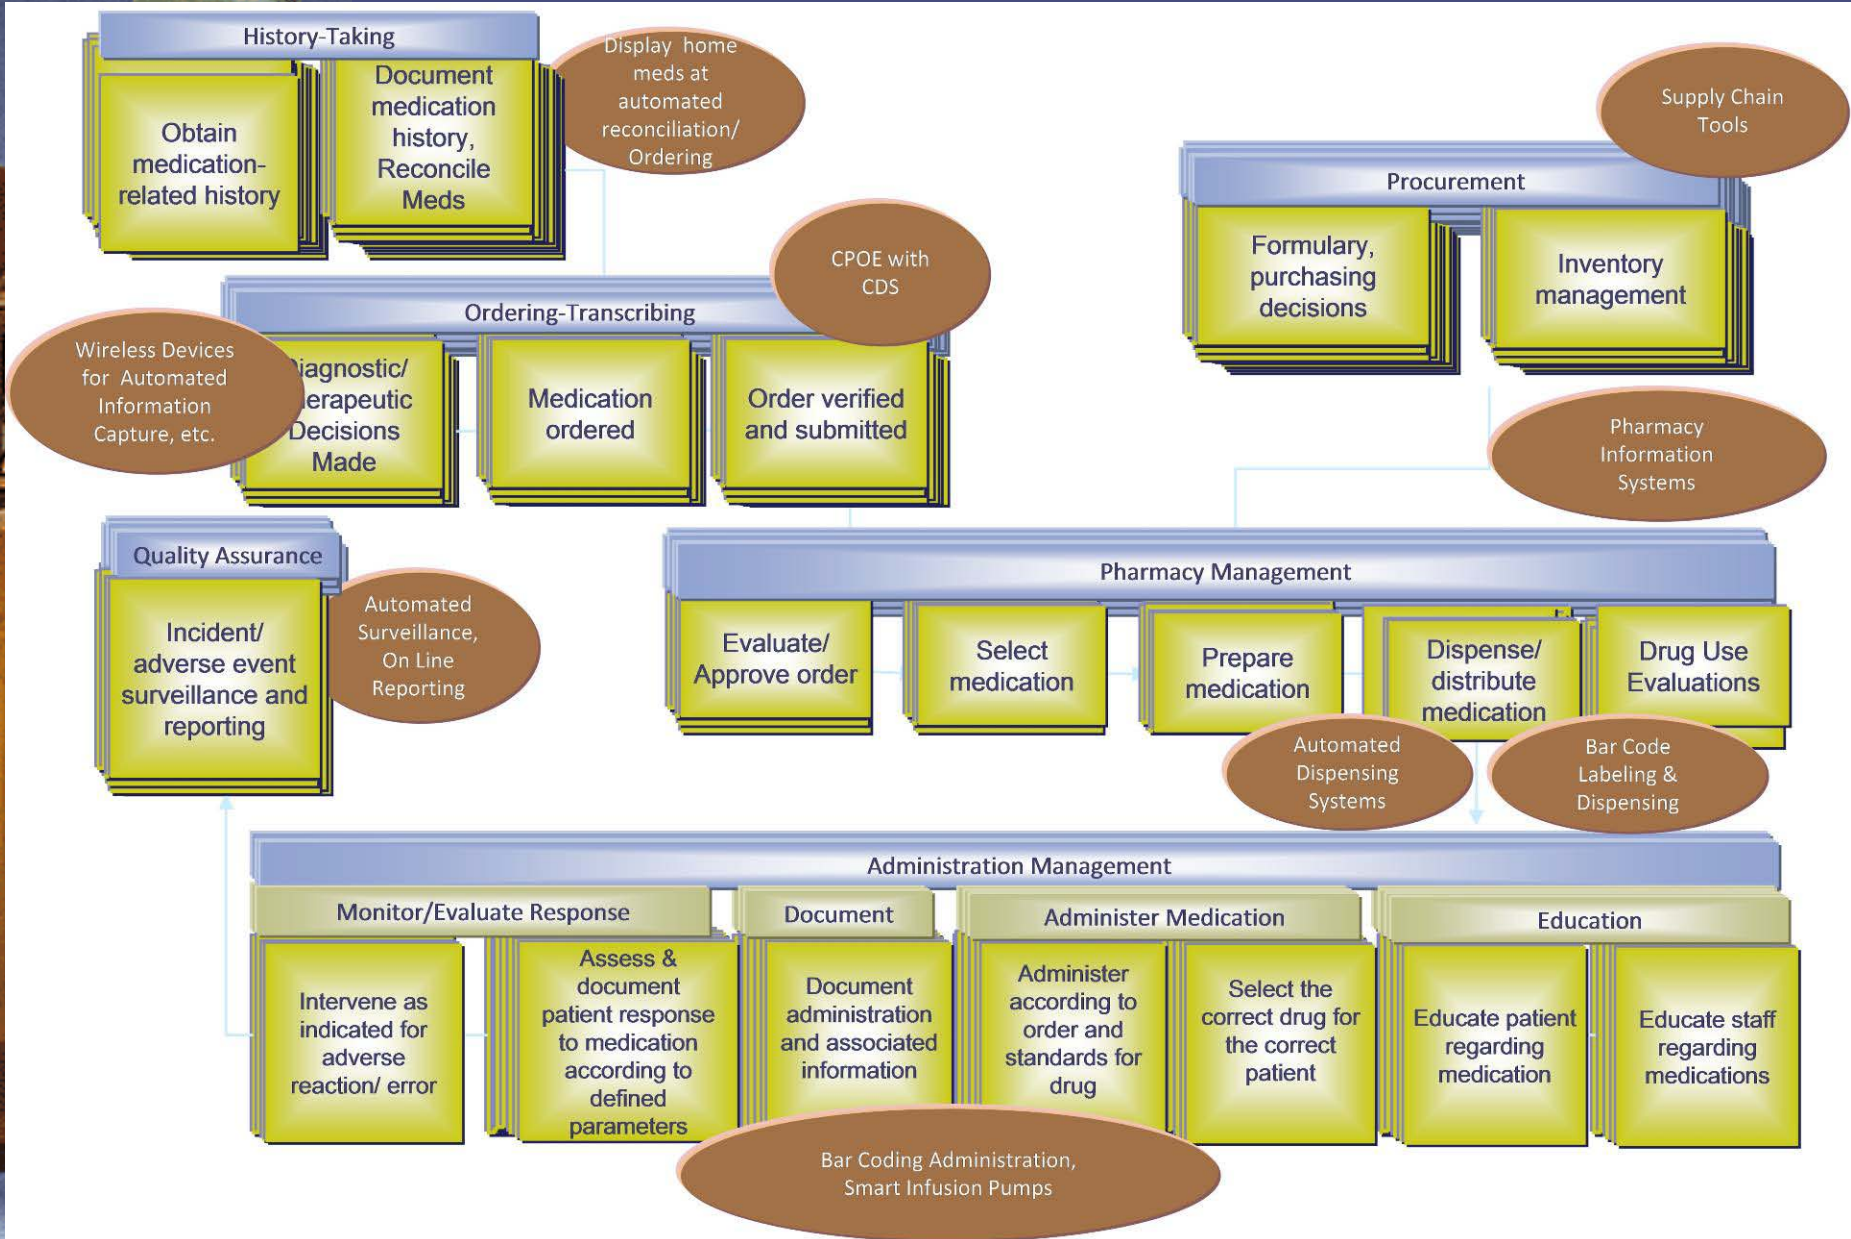 History-Taking
Obtain
medication-
related history
Document
medication
history,
Reconcile
Meds
Display home
meds at
automated
reconciliation/
Ordering
Supply Chain
Tools
Procurement
Formulary,
purchasing
decisions
Inventory
management
CPOE with
CDS
Ordering-Transcribing
Wireless Devices
for Automated
Information
Capture, etc.
iagnostic/
herapeutic
Decisions
Made
Medication
ordered
Order verified
and submitted
Pharmacy
Information
Systems
Quality Assurance
Incident/
adverse event
surveillance and
reporting
Automated
Surveillance,
On Line
Reporting
Pharmacy Management
Evaluate/
Approve order
Select
medication
Prepare
medication
Dispense/
distribute
medication
Drug Use
Evaluations
Automated
Dispensing
Systems
Bar Code
Labeling &
Dispensing
Administration Management
Monitor/Evaluate Response
Intervene as
indicated for
adverse
reaction/ error
Assess &
document
patient response
to medication
according to
defined
parameters
Document
Document
administration
and associated
information
Administer Medication
Administer
according to
order and
standards for
drug
Select the
correct drug for
the correct
patient
Education
Educate patient
regarding
medication
Educate staff
regarding
medications
Bar Coding Administration,
Smart Infusion Pumps